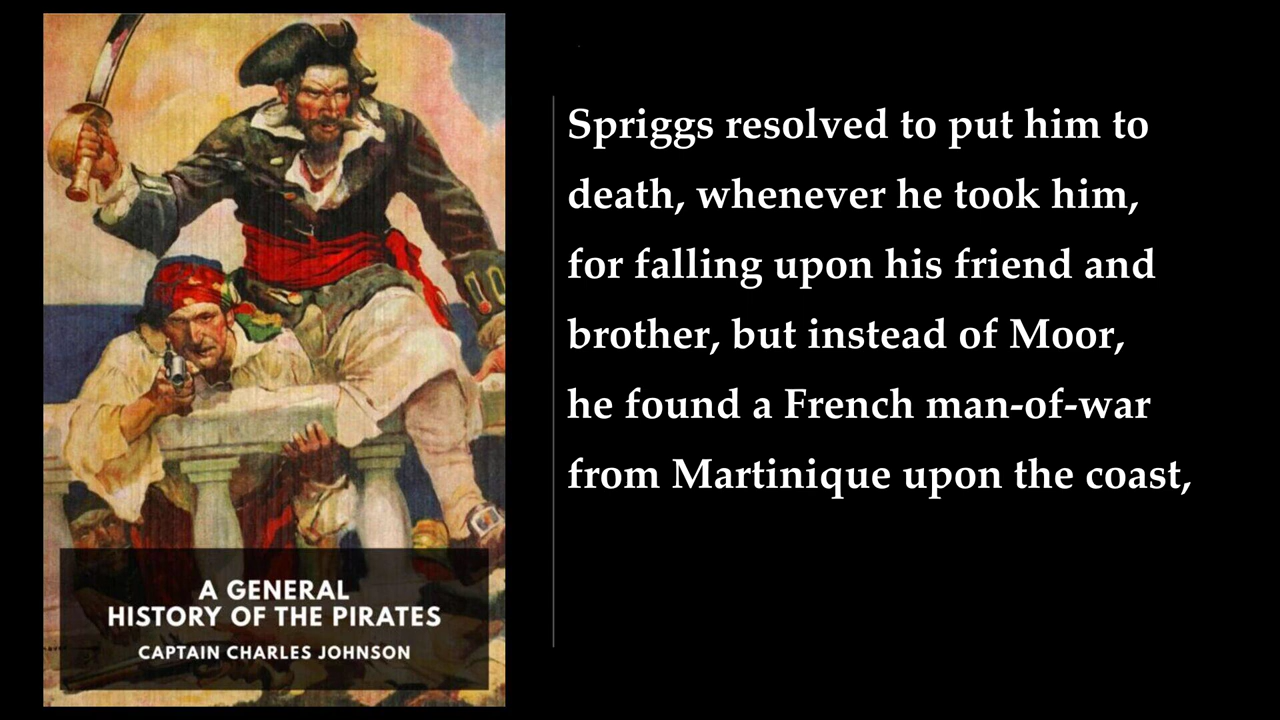 Spriggs resolved to put him to
death, whenever he took him,
for falling upon his friend and
brother, but instead of Moor,
he found a French man-of-war
from Martinique upon the coast,
A GENERAL
HISTORY OF THE PIRATES
CAPTAIN CHARLES JOHNSON